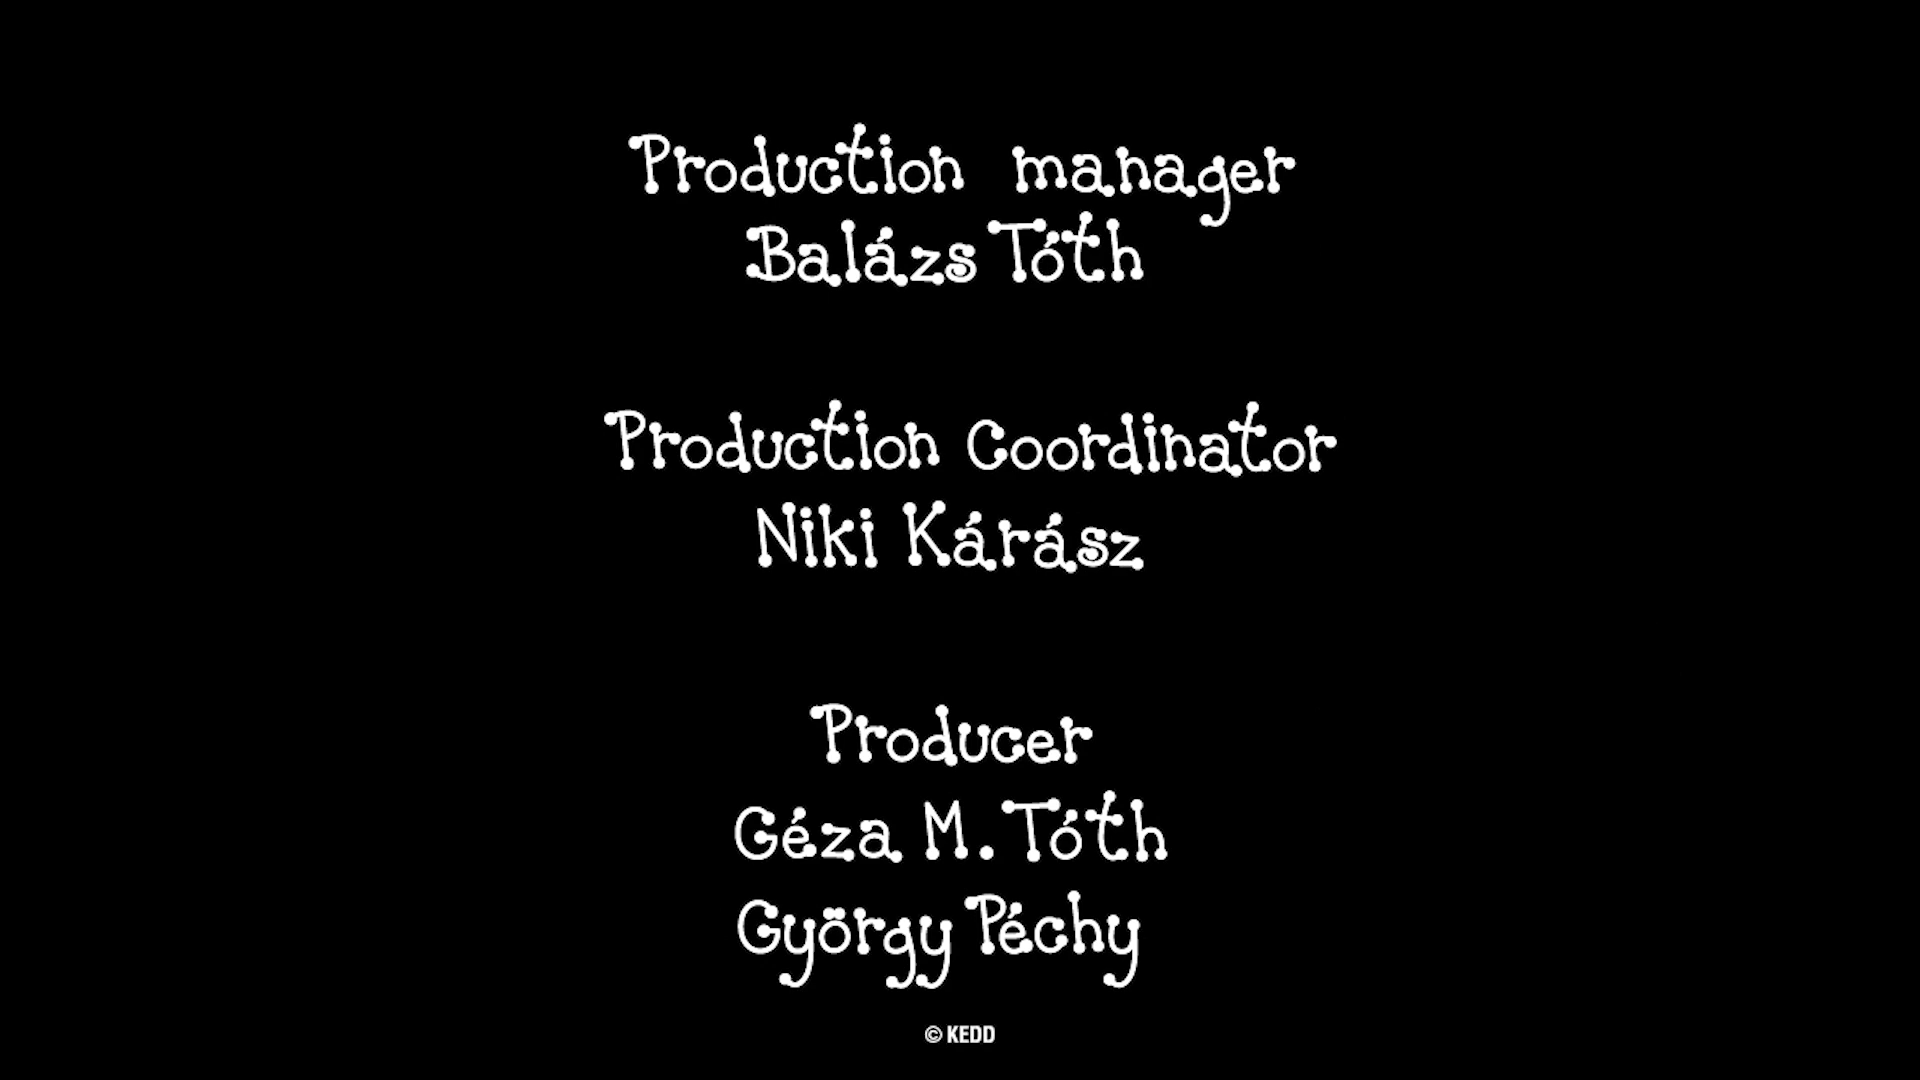 Production manager
Balázs Tóth
Production Coordinator
Niki Kárász
Producer
Géza M. Tóth
György Péchy
© KEDD